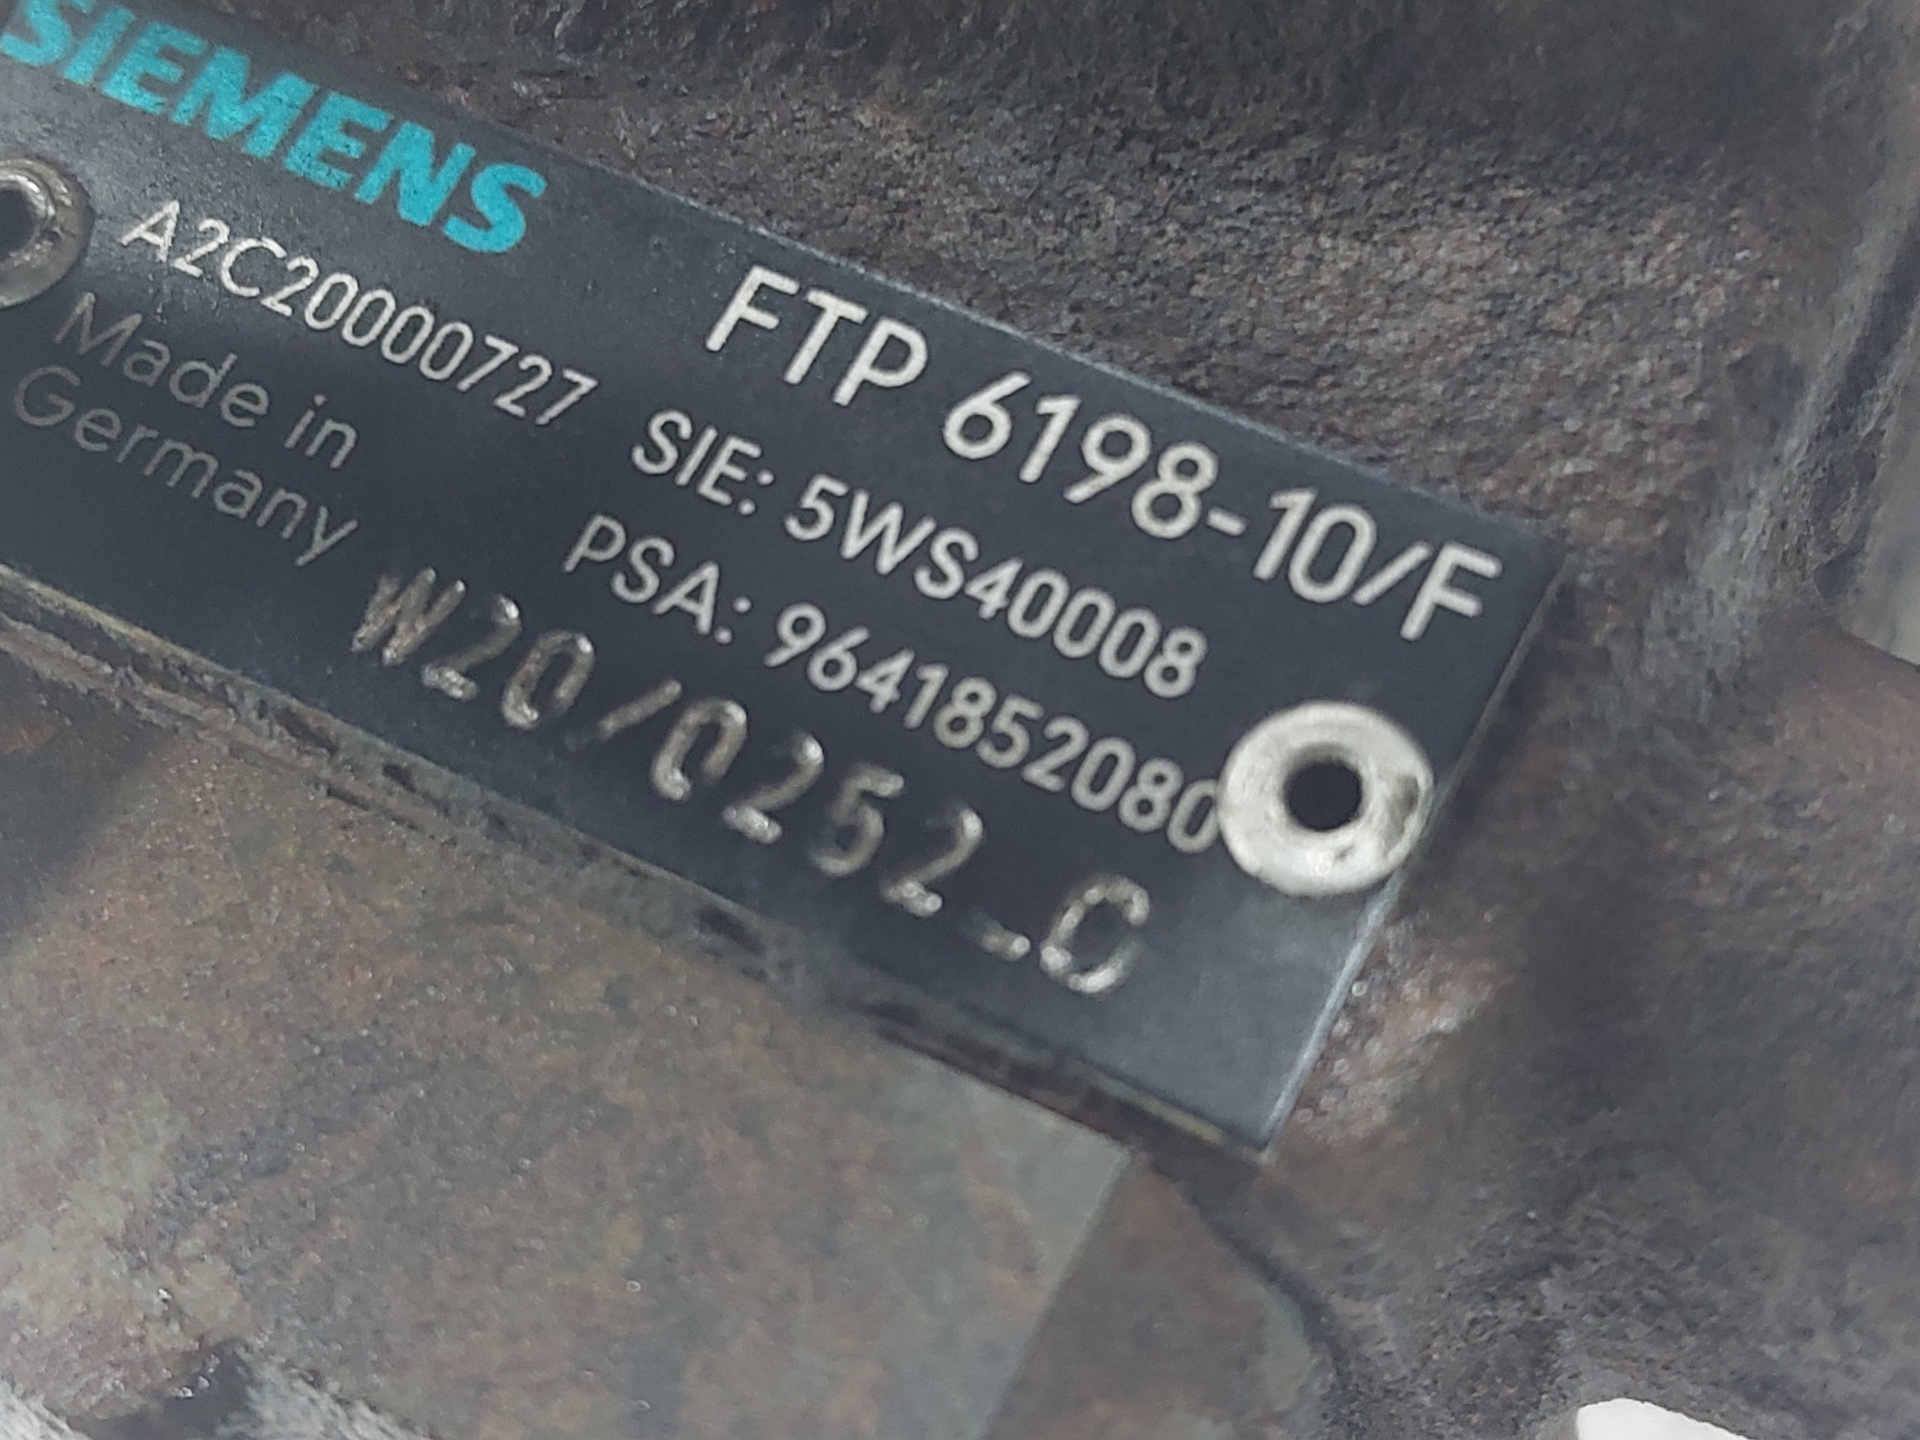 SIEMENS
FTP 6198-10/F
A2C20000727 SIE: 5WS40008
Made in PSA: 9641852080
Germany
W20/0252_C